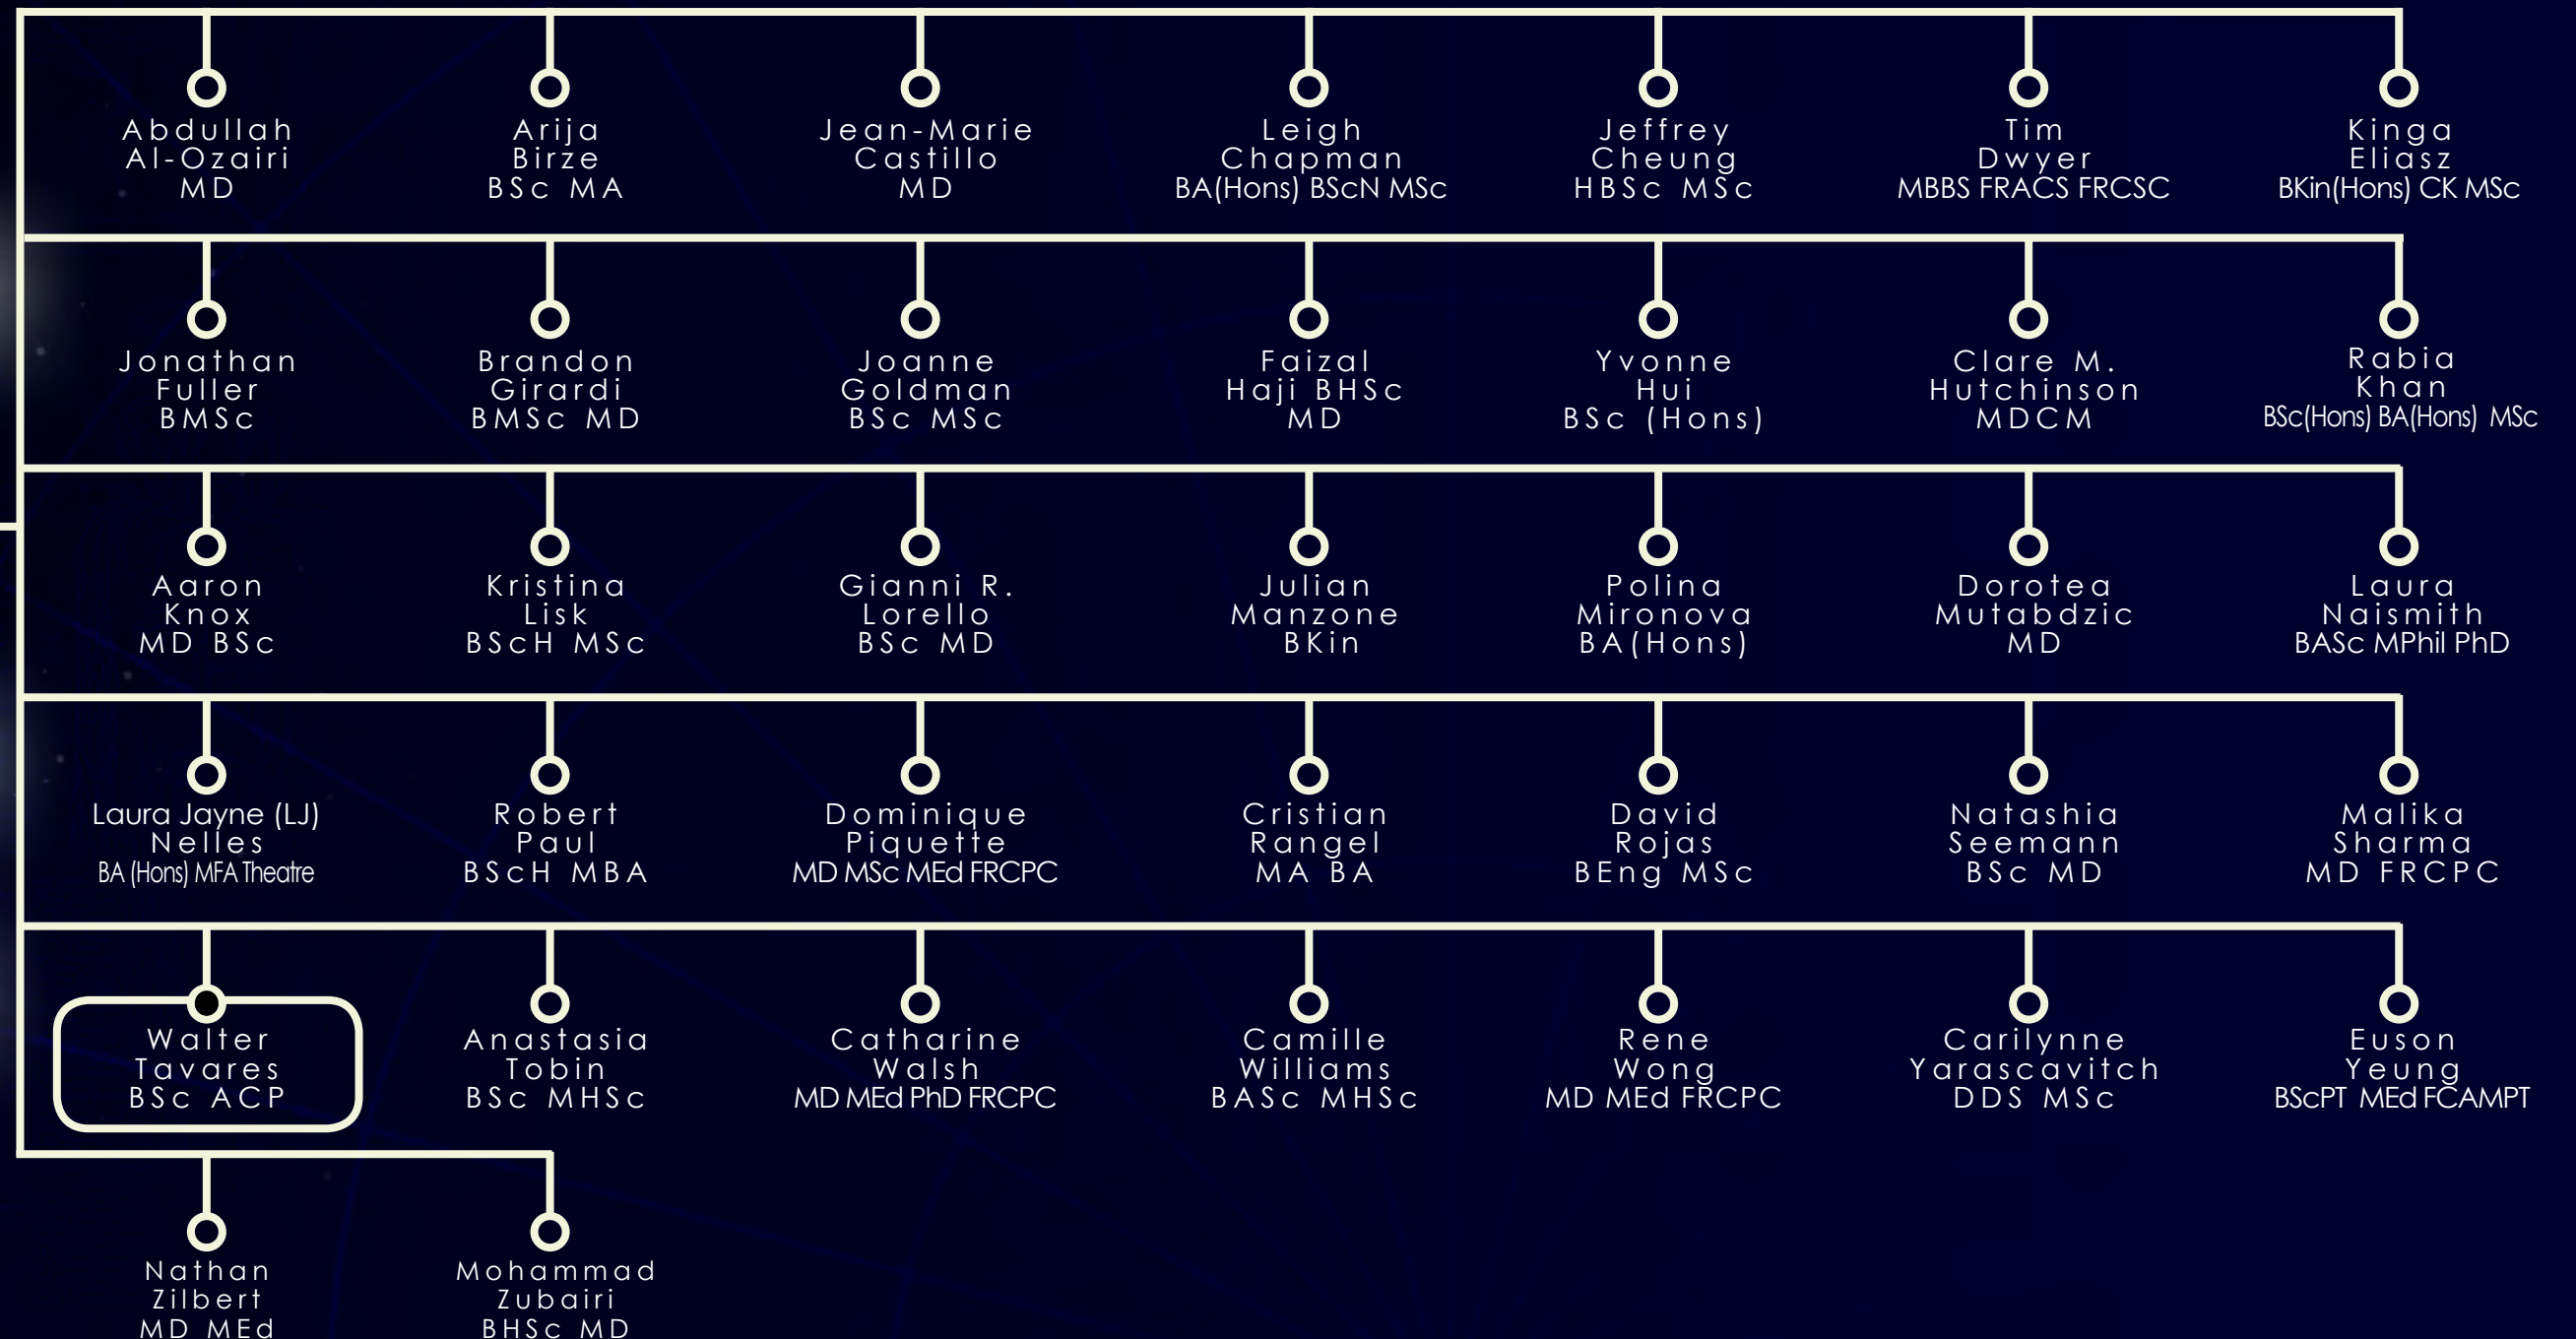 Abdullah
Al-Ozairi
MD
Arija
Birze
BSc MA
Jean-Marie
Castillo
MD
Leigh
Chapman
BA(Hons) BScN MSc
Jeffrey
Cheung
HBSc MSc
Tim
Dwyer
MBBS FRACS FRCSC
Kinga
Eliasz
BKin(Hons) CK MSc
Jonathan
Fuller
BMSc
Brandon
Girardi
BMSc MD
Joanne
Goldman
BSc MSc
Faizal
Haji BHSc
MD
Yvonne
Hui
BSc (Hons)
Clare M.
Hutchinson
MDCM
Rabia
Khan
BSc(Hons) BA(Hons) MSc
Aaron
Knox
MD BSc
Kristina
Lisk
BScH MSc
Gianni R.
Lorello
BSc MD
Julian
Manzone
BKin
Polina
Mironova
BA(Hons)
Dorotea
Mutabdzic
MD
Laura
Naismith
BASc MPhil PhD
Laura Jayne (LJ)
Nelles
BA (Hons) MFA Theatre
Robert
Paul
BScH MBA
Dominique
Piquette
MD MSc MEd FRCPC
Cristian
Rangel
MA BA
David
Rojas
BEng MSc
Natashia
Seemann
BSc MD
Malika
Sharma
MD FRCPC
Walter
Tavares
BSc ACP
Anastasia
Tobin
BSc MHSc
Catharine
Walsh
MD MEd PhD FRCPC
Camille
Williams
BASc MHSc
Rene
Wong
MD MEd FRCPC
Carilynne
Yarascavitch
DDS MSc
Euson
Yeung
BScPT MEd FCAMPT
Nathan
Zilbert
MD MEd
Mohammad
Zubairi
BHSc MD